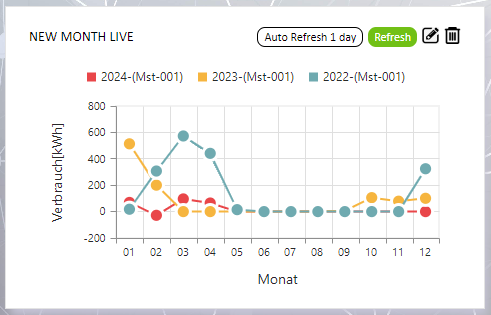 NEW MONTH LIVE
Auto Refresh 1 day
Refresh
2024-(Mst-001) 2023-(Mst-001) 2022-(Mst-001)
Verbrauch[kWh]
800
600
400
200
0
-200
01 02 03 04 05 06 07 08 09 10 11 12
Monat